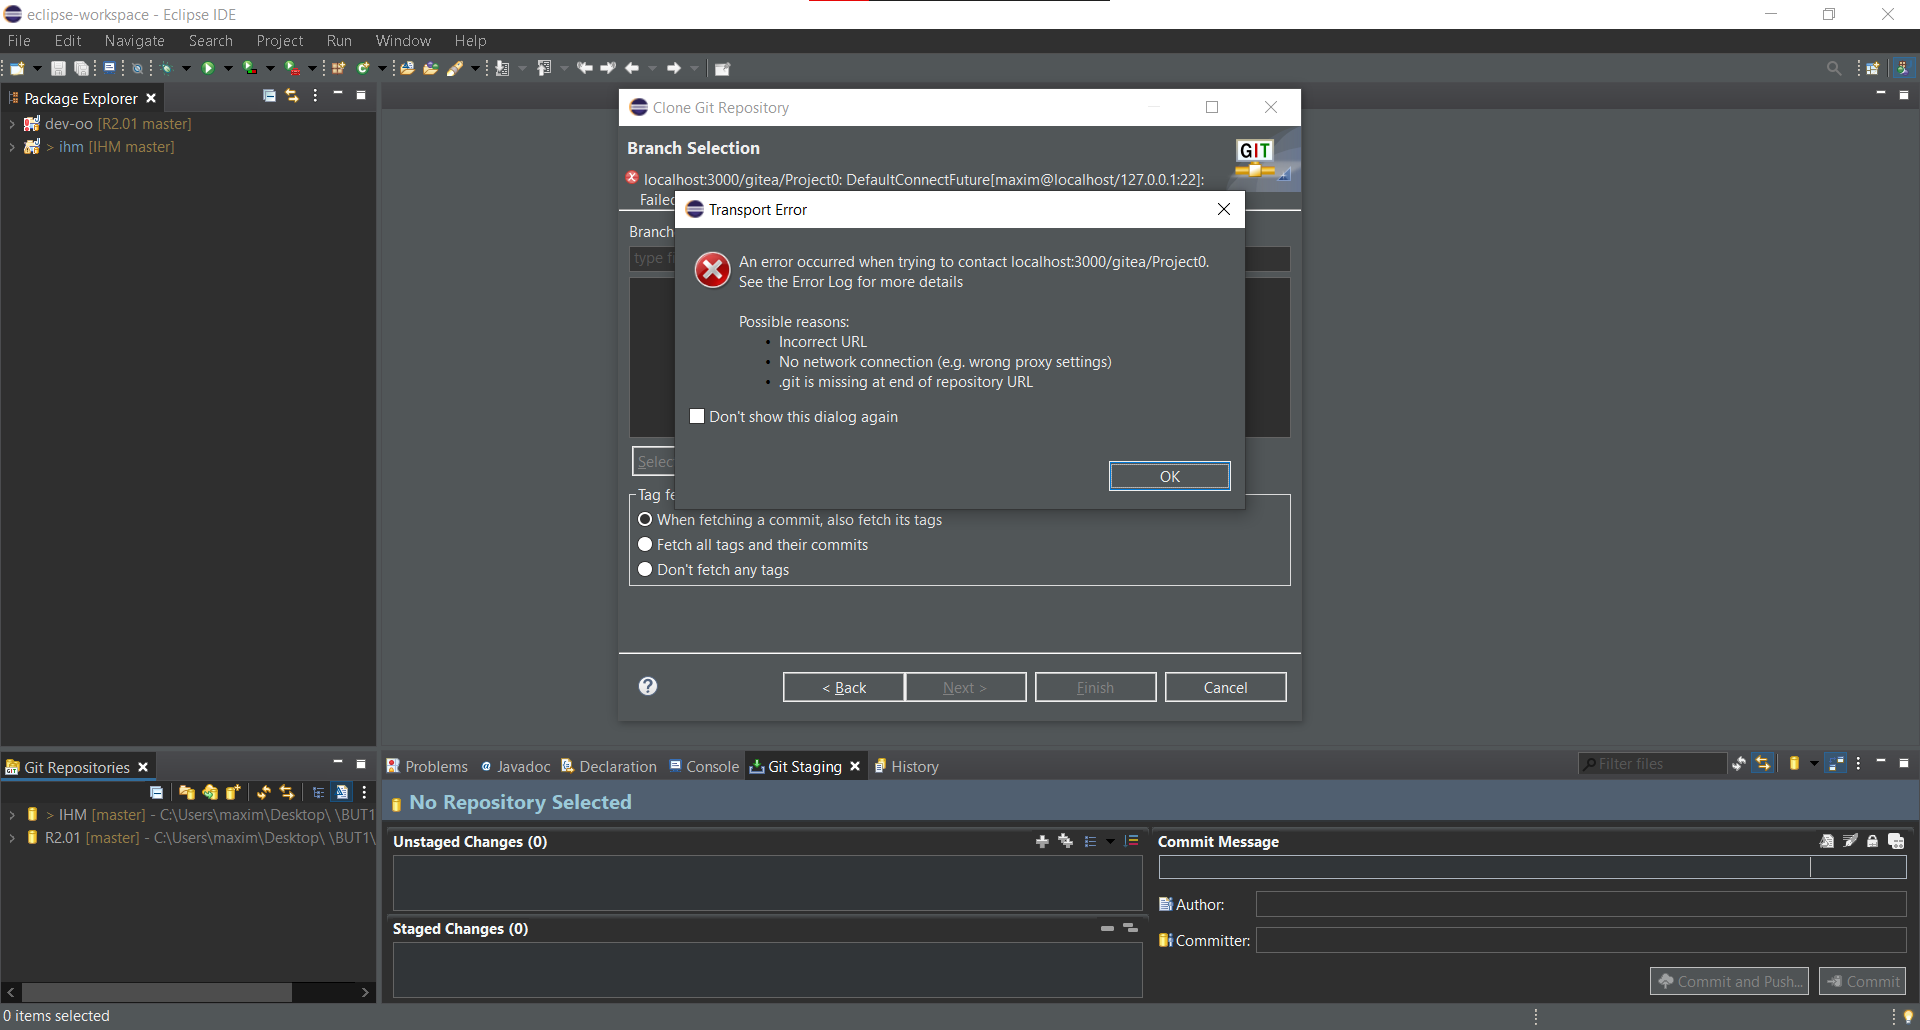 eclipse-workspace - Eclipse IDE
File Edit Navigate Search Project Run Window Help
Package Explorer
dev-oo [R2.01 master]
> ihm [IHM master]
Clone Git Repository
Branch Selection
GIT
localhost:3000/gitea/Project0: DefaultConnectFuture[maxim@localhost/127.0.0.1:22]:
Failed
Transport Error
Branch
type fi
An error occurred when trying to contact localhost:3000/gitea/Project0.
See the Error Log for more details
Possible reasons:
• Incorrect URL
• No network connection (e.g. wrong proxy settings)
• .git is missing at end of repository URL
Don't show this dialog again
OK
Selec
Tag fe
When fetching a commit, also fetch its tags
Fetch all tags and their commits
Don't fetch any tags
< Back Next > Finish Cancel
Git Repositories
> IHM [master] - C:\Users\maxim\Desktop\ \BUT1
R2.01 [master] - C:\Users\maxim\Desktop\ \BUT1\
Problems @ Javadoc Declaration Console Git Staging History
Filter files
No Repository Selected
Unstaged Changes (0)
Staged Changes (0)
Commit Message
Author:
Committer:
Commit and Push... Commit
0 items selected